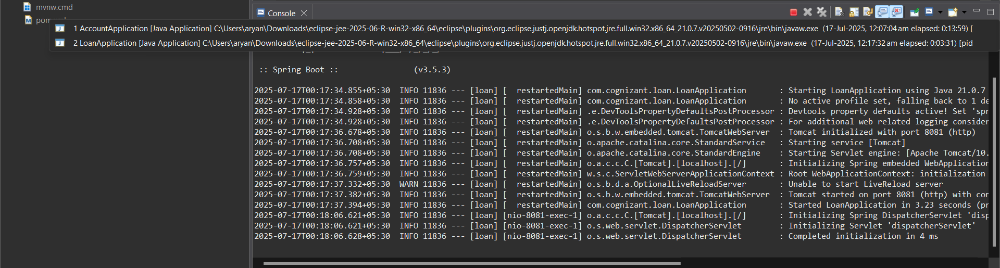 mvnw.cmd
Console
1 AccountApplication [Java Application] C:\Users\aryan\Downloads\eclipse-jee-2025-06-R-win32-x86_64\eclipse\plugins\org.eclipse.justj.openjdk.hotspot.jre.full.win32.x86_64_21.0.7.v20250502-0916\jre\bin\javaw.exe (17-Jul-2025, 12:07:04 am elapsed: 0:13:59) [
2 LoanApplication [Java Application] C:\Users\aryan\Downloads\eclipse-jee-2025-06-R-win32-x86_64\eclipse\plugins\org.eclipse.justj.openjdk.hotspot.jre.full.win32.x86_64_21.0.7.v20250502-0916\jre\bin\javaw.exe (17-Jul-2025, 12:17:32 am elapsed: 0:03:31) [pid
:: Spring Boot :: (v3.5.3)
2025-07-17T00:17:34.855+05:30 INFO 11836 --- [loan] [ restartedMain] com.cognizant.loan.LoanApplication : Starting LoanApplication using Java 21.0.7
2025-07-17T00:17:34.858+05:30 INFO 11836 --- [loan] [ restartedMain] com.cognizant.loan.LoanApplication : No active profile set, falling back to 1 de
2025-07-17T00:17:34.928+05:30 INFO 11836 --- [loan] [ restartedMain] .e.DevToolsPropertyDefaultsPostProcessor : Devtools property defaults active! Set 'spr
2025-07-17T00:17:34.928+05:30 INFO 11836 --- [loan] [ restartedMain] .e.DevToolsPropertyDefaultsPostProcessor : For additional web related logging consider
2025-07-17T00:17:36.678+05:30 INFO 11836 --- [loan] [ restartedMain] o.s.b.w.embedded.tomcat.TomcatWebServer : Tomcat initialized with port 8081 (http)
2025-07-17T00:17:36.708+05:30 INFO 11836 --- [loan] [ restartedMain] o.apache.catalina.core.StandardService : Starting service [Tomcat]
2025-07-17T00:17:36.708+05:30 INFO 11836 --- [loan] [ restartedMain] o.apache.catalina.core.StandardEngine : Starting Servlet engine: [Apache Tomcat/10.
2025-07-17T00:17:36.757+05:30 INFO 11836 --- [loan] [ restartedMain] o.a.c.c.C.[Tomcat].[localhost].[/] : Initializing Spring embedded WebApplication
2025-07-17T00:17:36.759+05:30 INFO 11836 --- [loan] [ restartedMain] w.s.c.ServletWebServerApplicationContext : Root WebApplicationContext: initialization
2025-07-17T00:17:37.332+05:30 WARN 11836 --- [loan] [ restartedMain] o.s.b.d.a.OptionalLiveReloadServer : Unable to start LiveReload server
2025-07-17T00:17:37.382+05:30 INFO 11836 --- [loan] [ restartedMain] o.s.b.w.embedded.tomcat.TomcatWebServer : Tomcat started on port 8081 (http) with con
2025-07-17T00:17:37.394+05:30 INFO 11836 --- [loan] [ restartedMain] com.cognizant.loan.LoanApplication : Started LoanApplication in 3.23 seconds (pr
2025-07-17T00:18:06.621+05:30 INFO 11836 --- [loan] [nio-8081-exec-1] o.a.c.c.C.[Tomcat].[localhost].[/] : Initializing Spring DispatcherServlet 'disp
2025-07-17T00:18:06.621+05:30 INFO 11836 --- [loan] [nio-8081-exec-1] o.s.web.servlet.DispatcherServlet : Initializing Servlet 'dispatcherServlet'
2025-07-17T00:18:06.628+05:30 INFO 11836 --- [loan] [nio-8081-exec-1] o.s.web.servlet.DispatcherServlet : Completed initialization in 4 ms